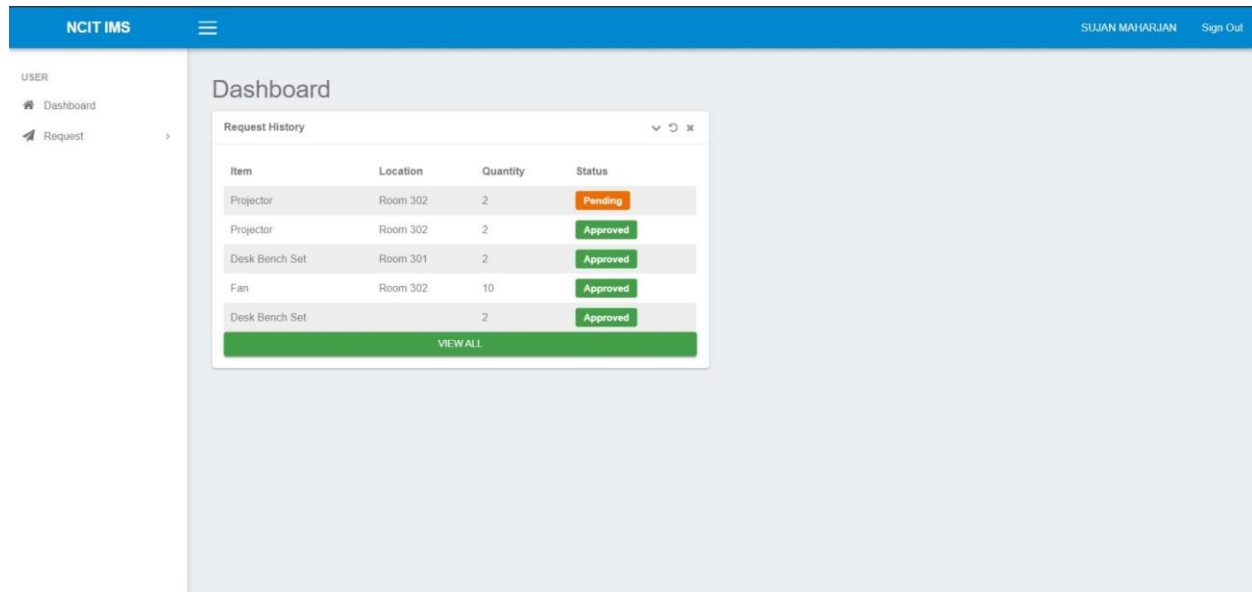 NCIT IMS SUJAN MAHARJAN Sign Out
USER
Dashboard
Request
Dashboard
Request History
Item Location Quantity Status
Projector Room 302 2 Pending
Projector Room 302 2 Approved
Desk Bench Set Room 301 2 Approved
Fan Room 302 10 Approved
Desk Bench Set 2 Approved
VIEW ALL